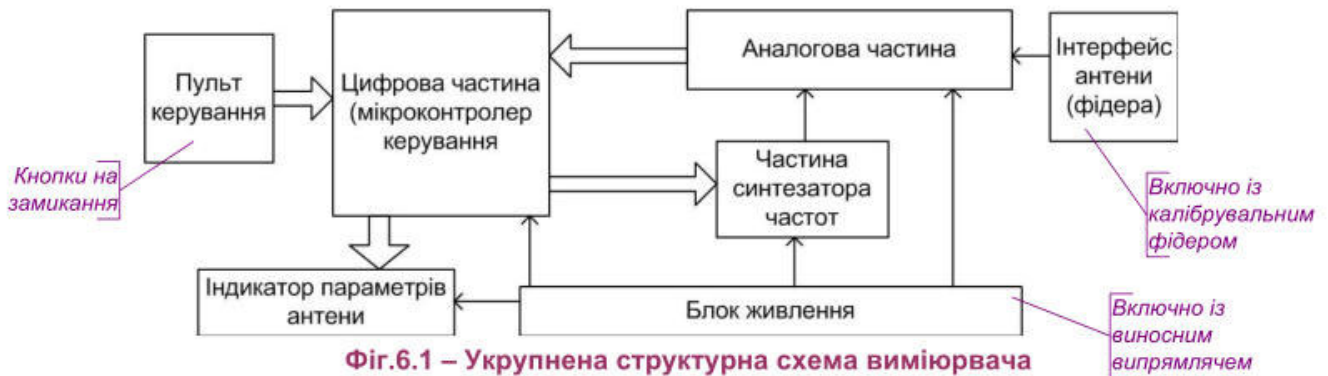 Пульт
керування
Цифрова частина
(мікроконтролер
керування
Аналогова частина
Інтерфейс
антени
(фідера)
Частина
синтезатора
частот
Індикатор параметрів
антени
Блок живлення
Кнопки на
замикання
Включно із
калібрувальним
фідером
Включно із
виносним
випрямлячем
Фіг.6.1 – Укрупнена структурна схема виміюрвача